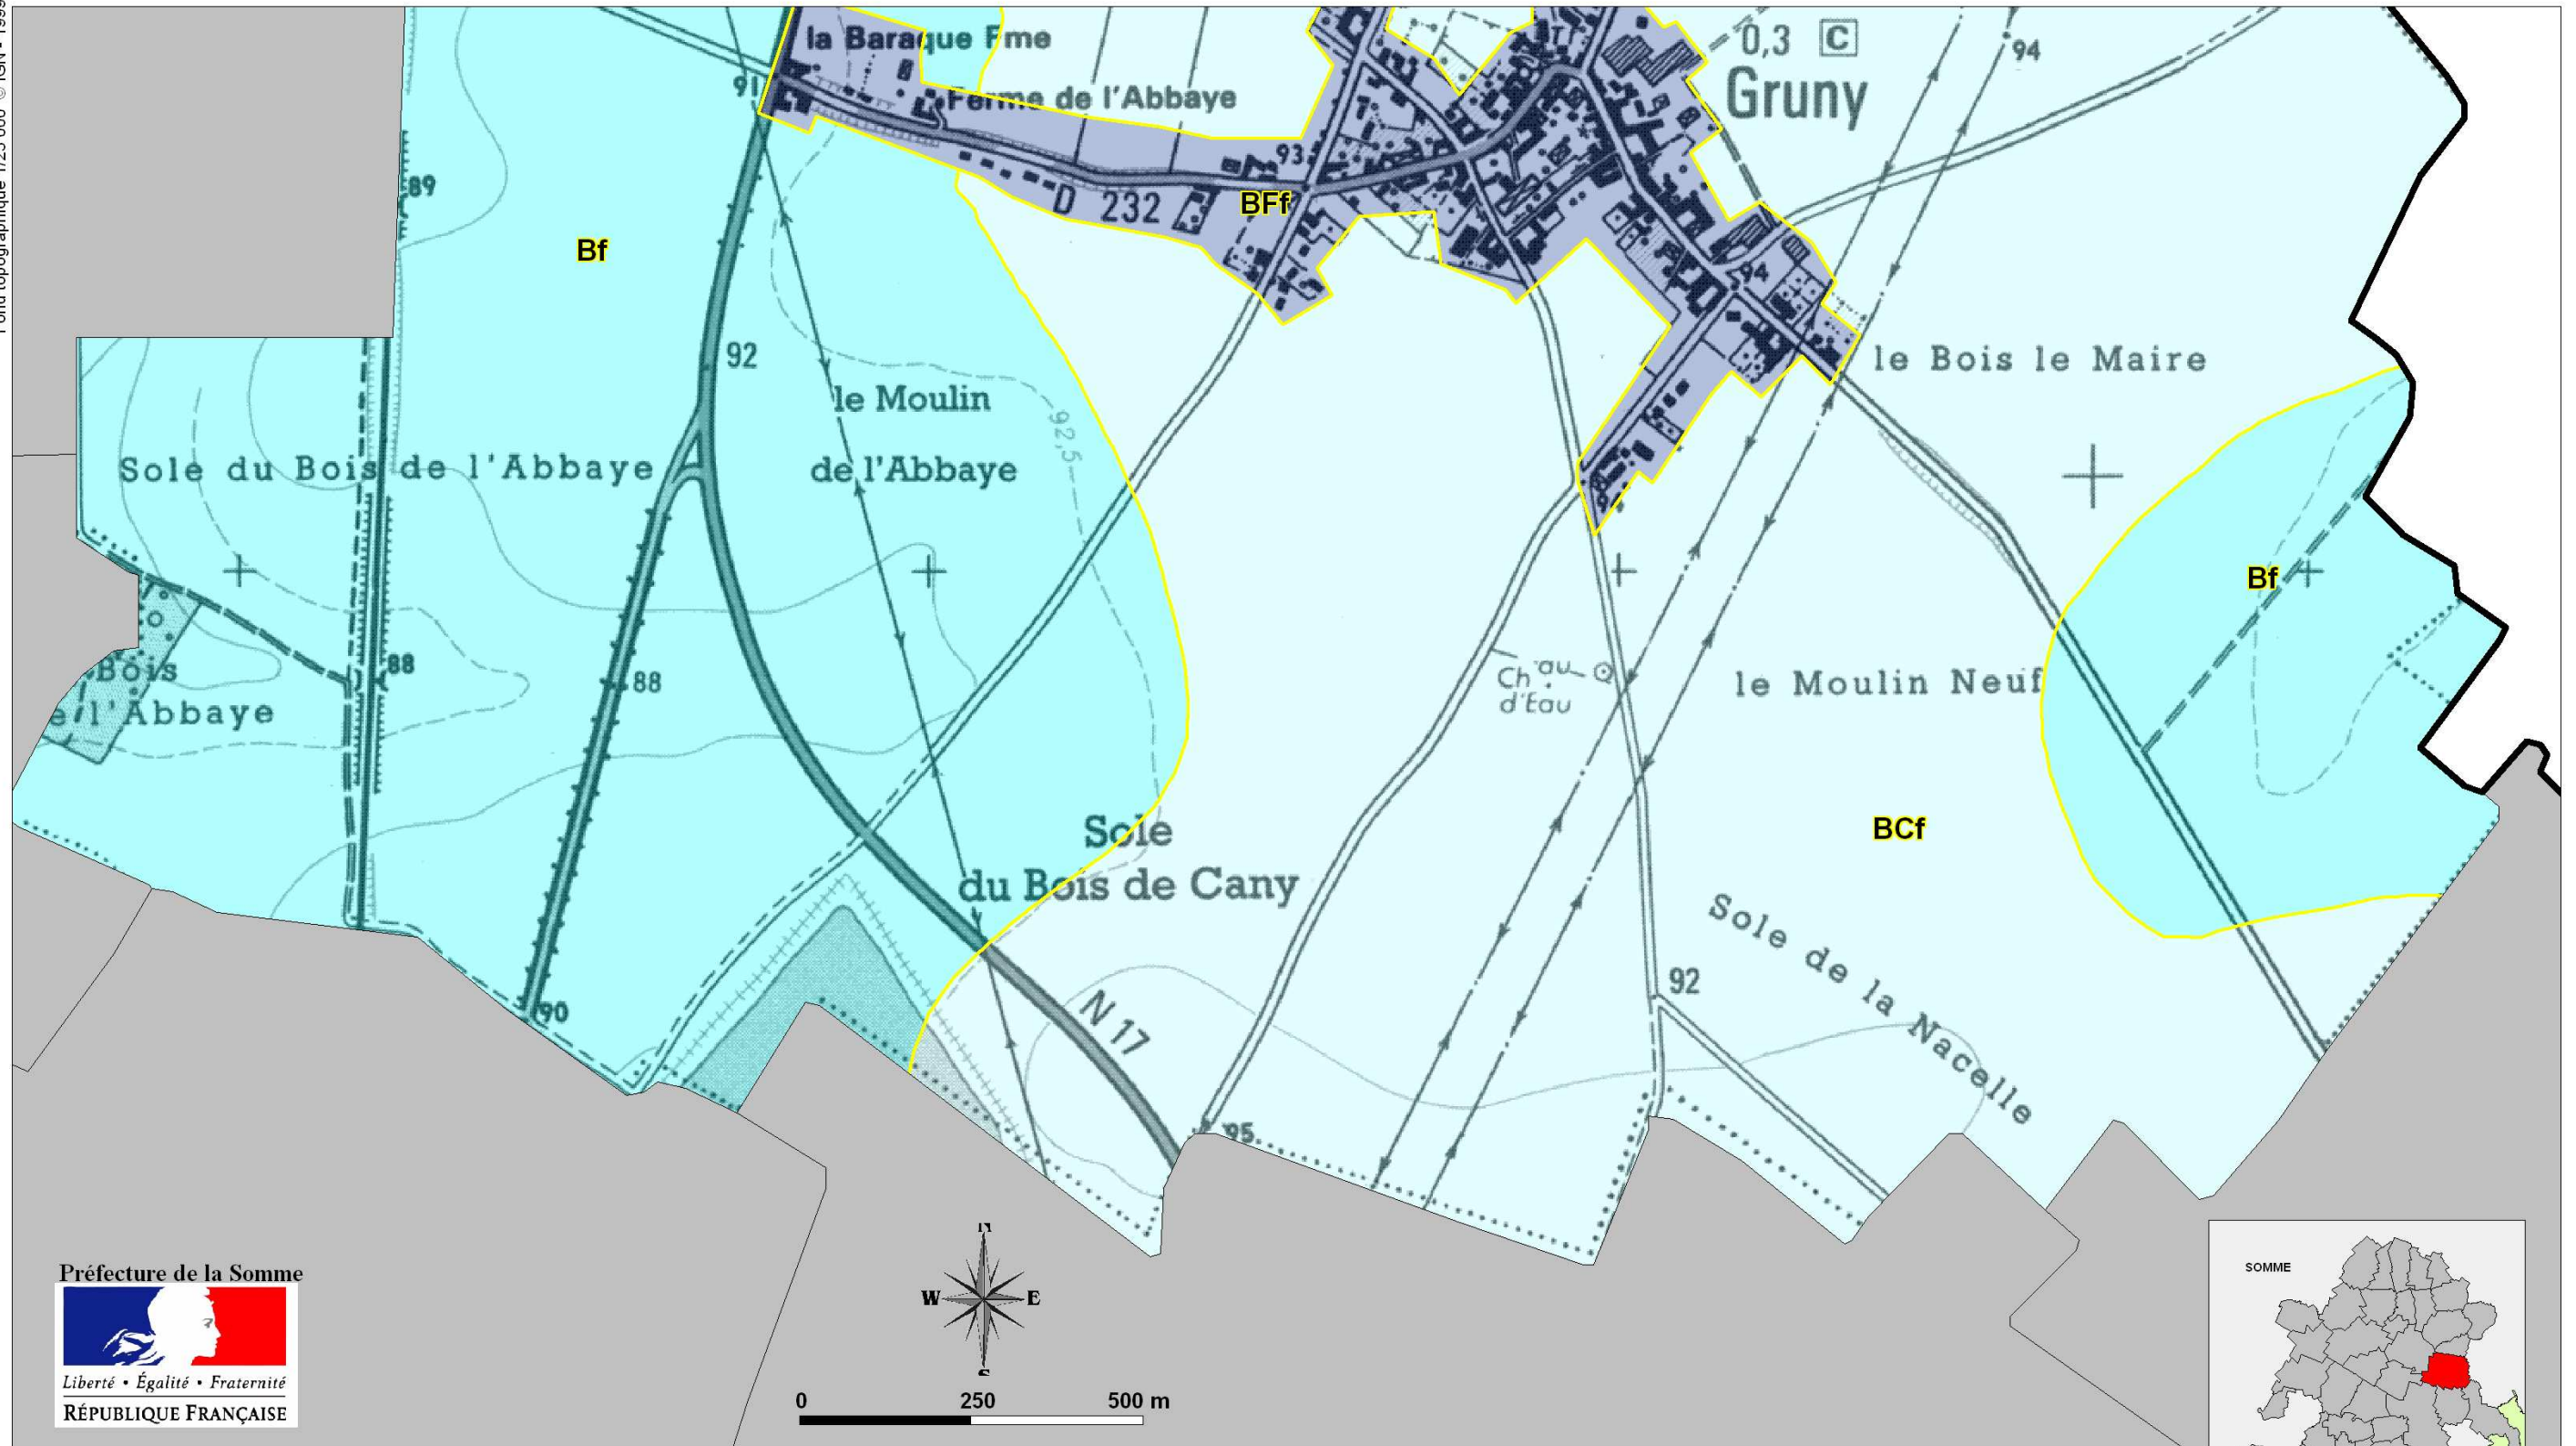 la Baraque Fme
0,3 C
94
91
Ferme de l'Abbaye
Gruny
93
89
D 232
BFf
Bf
94
92
le Bois le Maire
le Moulin
92,5
Sole du Bois de l'Abbaye
de l'Abbaye
Bf
Bois
88
88
Ch au
d'Eau
le Moulin Neuf
e l'Abbaye
Sole
BCf
du Bois de Cany
Sole de la Nacelle
92
90
N 17
95
N
W E
S
Préfecture de la Somme
Liberté • Égalité • Fraternité
RÉPUBLIQUE FRANÇAISE
0 250 500 m
SOMME